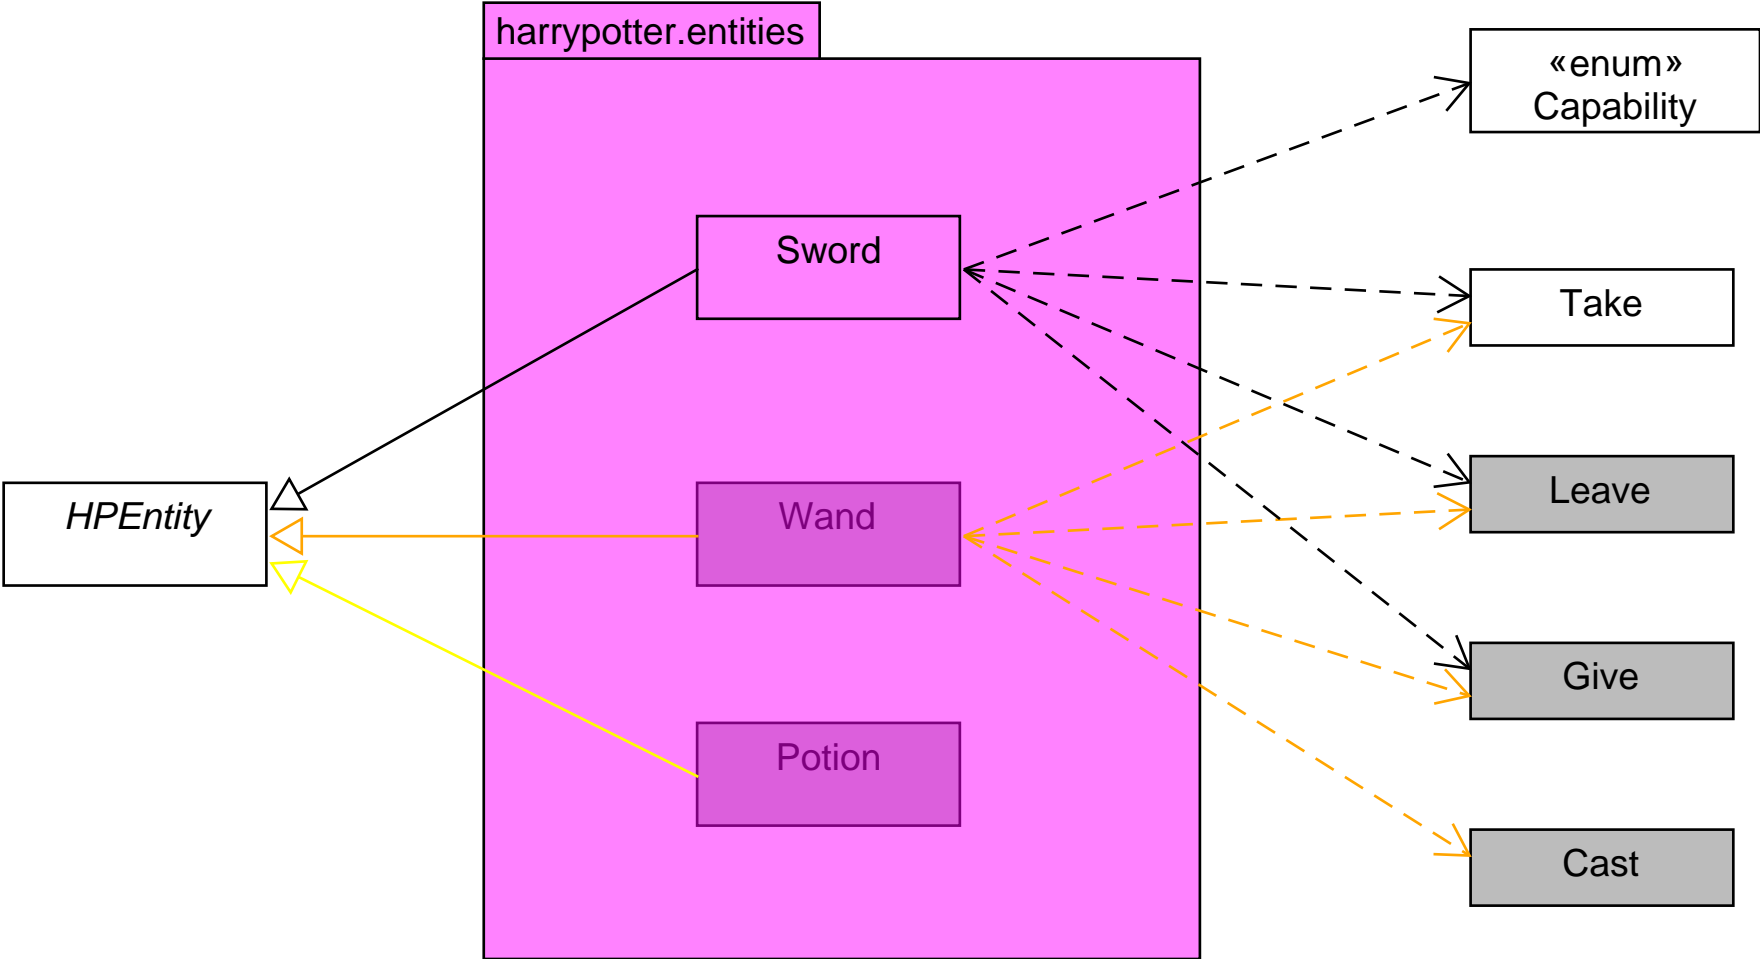 harrypotter.entities
«enum»
Capability
Sword
Take
Leave
HPEntity
Wand
Give
Potion
Cast